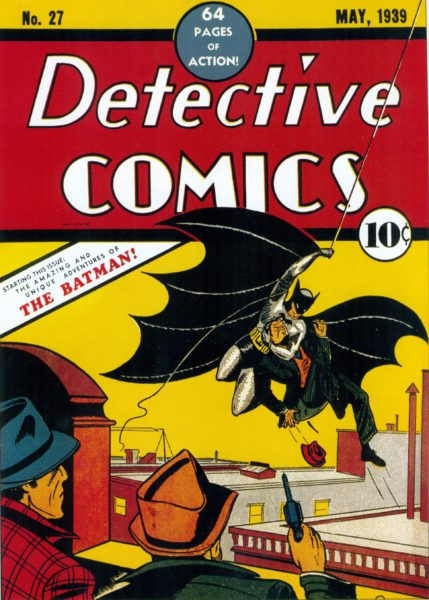 No. 27
64
PAGES
OF
ACTION!
MAY, 1939
Detective
COMICS
10¢
STARTING THIS ISSUE:
THE AMAZING AND
UNIQUE ADVENTURES OF
THE BATMAN!